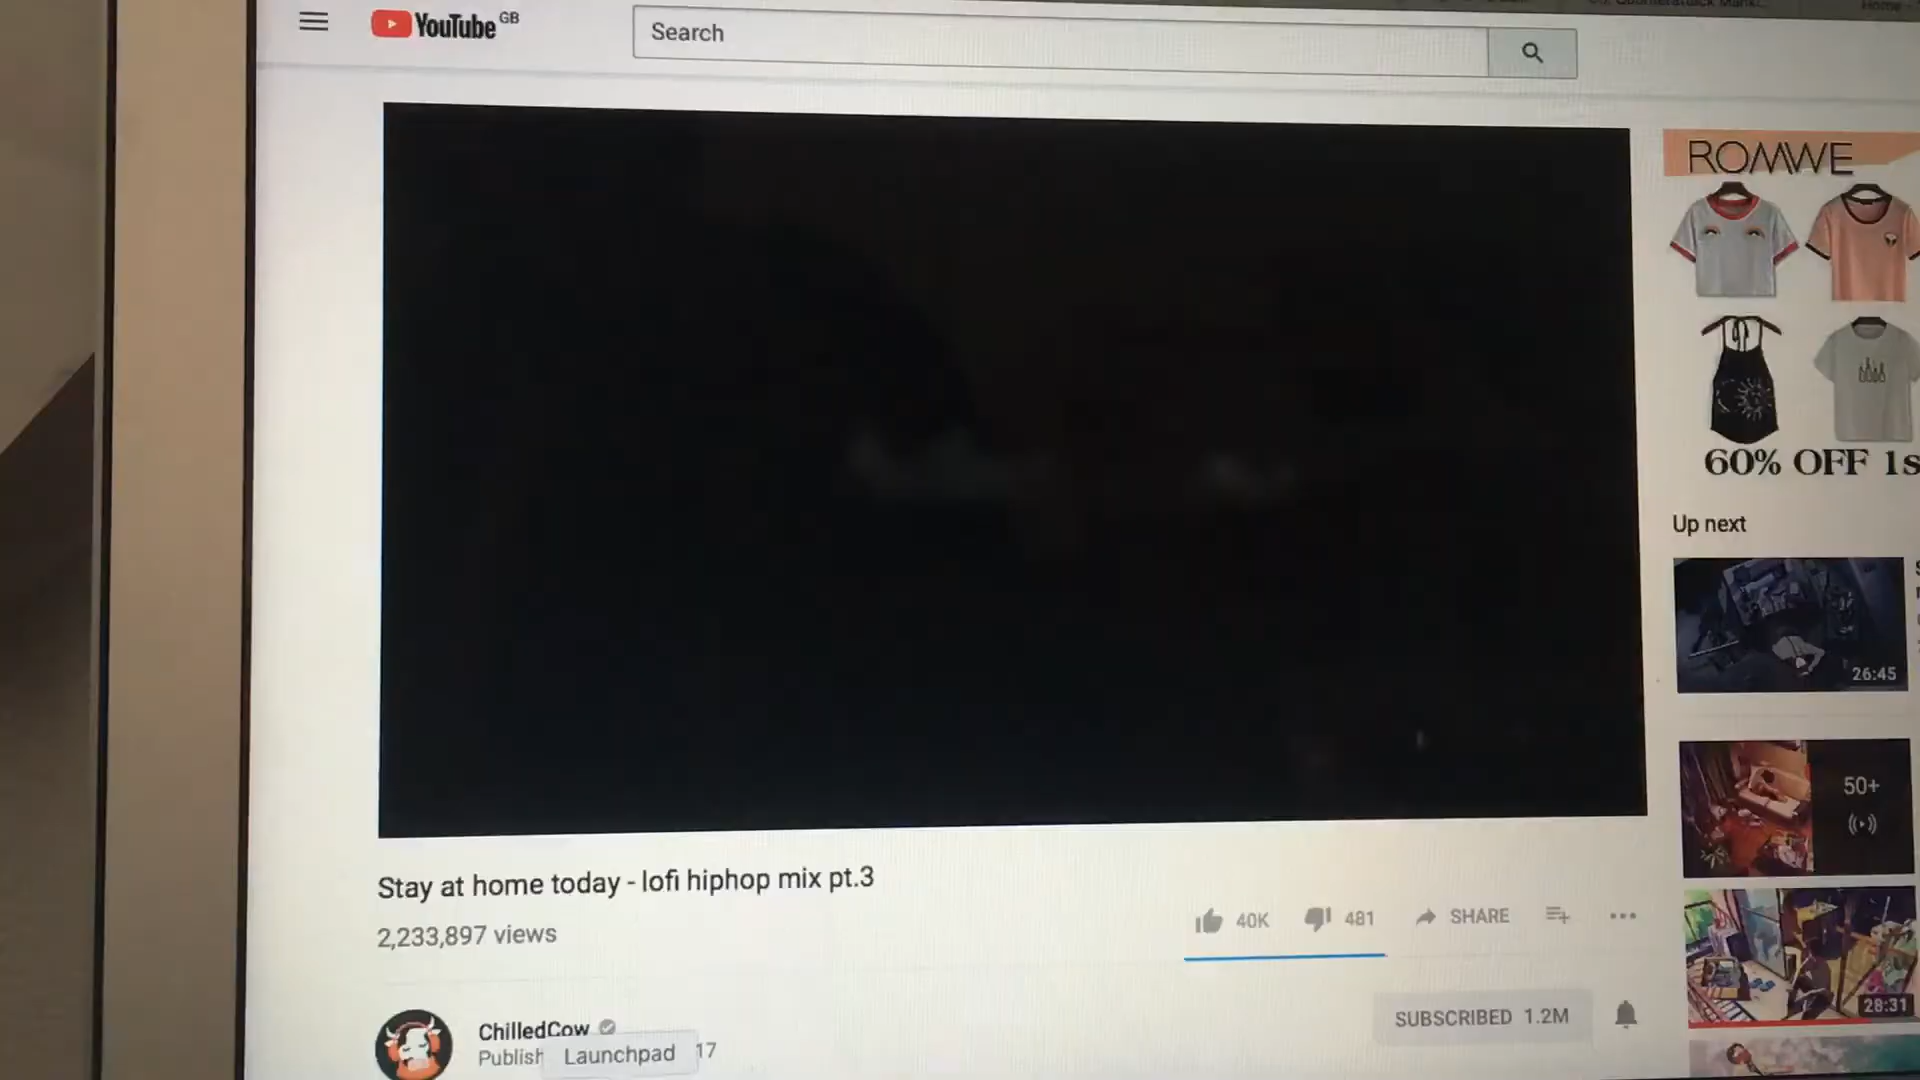 YouTube GB
Search
ROMWE
60% OFF 1s
Up next
26:45
50+
28:31
Stay at home today - lofi hiphop mix pt.3
2,233,897 views
40K
481
SHARE
SUBSCRIBED 1.2M
ChilledCow
Publish
Launchpad
17